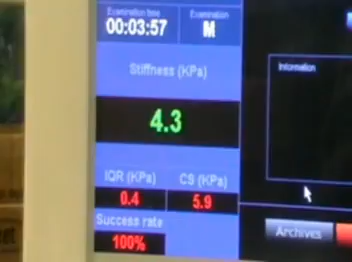 Examination time Examination
00:03:57 M
Stiffness (KPa)
Information
4.3
IQR (KPa) CS (KPa)
0.4 5.9
Success rate
100%
Archives